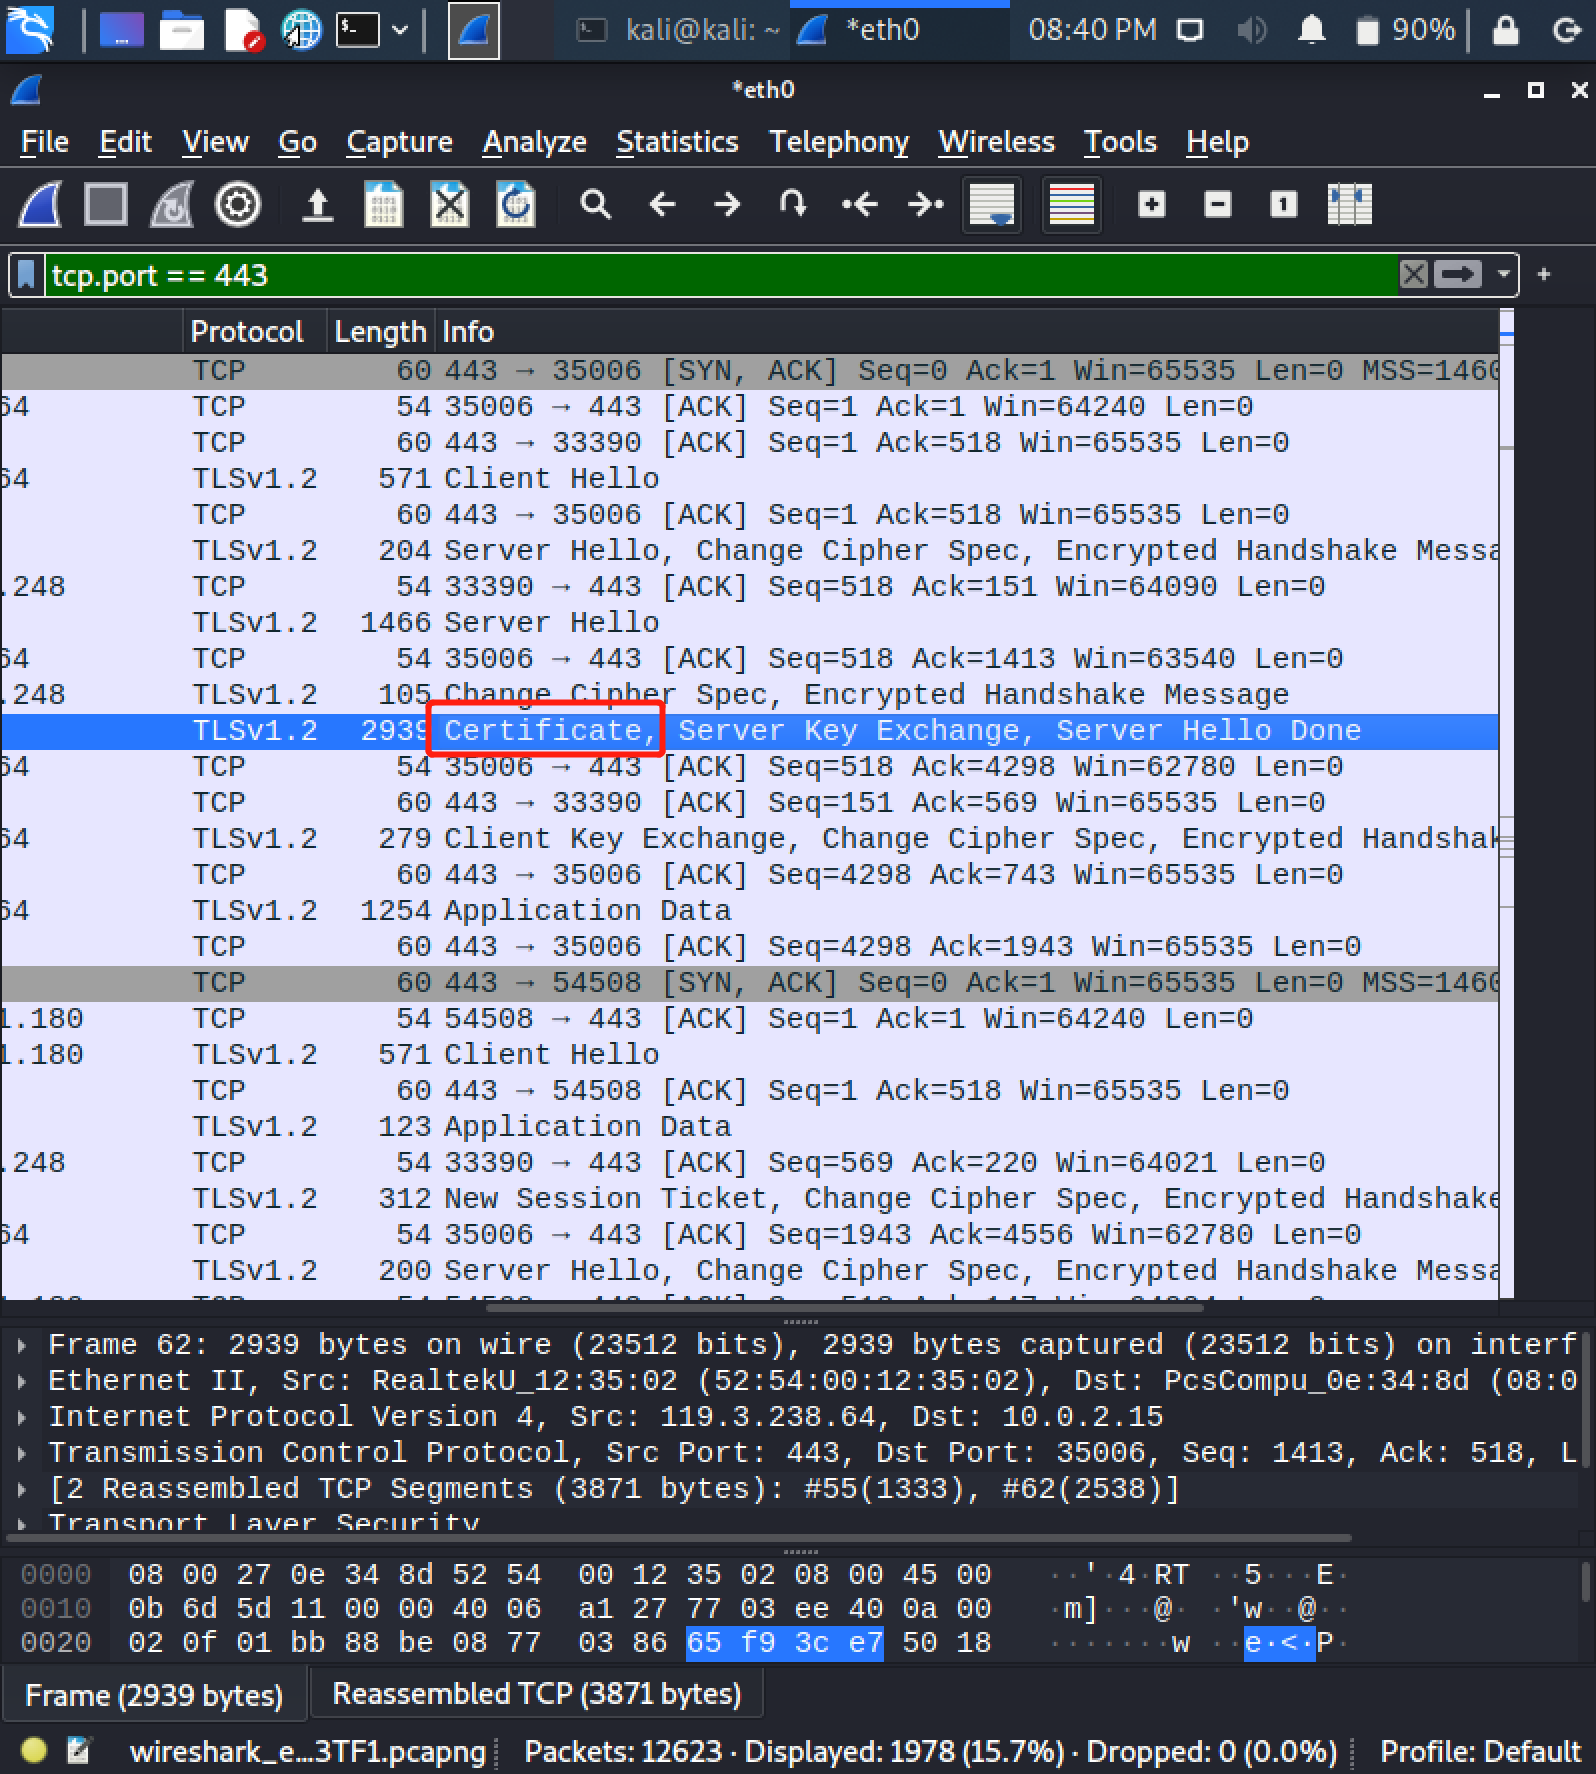 kali@kali: ~
*eth0
08:40 PM
90%
*eth0
File Edit View Go Capture Analyze Statistics Telephony Wireless Tools Help
tcp.port == 443
Protocol Length Info
TCP 60 443 → 35006 [SYN, ACK] Seq=0 Ack=1 Win=65535 Len=0 MSS=1460
64 TCP 54 35006 → 443 [ACK] Seq=1 Ack=1 Win=64240 Len=0
TCP 60 443 → 33390 [ACK] Seq=1 Ack=518 Win=65535 Len=0
64 TLSv1.2 571 Client Hello
TCP 60 443 → 35006 [ACK] Seq=1 Ack=518 Win=65535 Len=0
TLSv1.2 204 Server Hello, Change Cipher Spec, Encrypted Handshake Messa
.248 TCP 54 33390 → 443 [ACK] Seq=518 Ack=151 Win=64090 Len=0
TLSv1.2 1466 Server Hello
64 TCP 54 35006 → 443 [ACK] Seq=518 Ack=1413 Win=63540 Len=0
.248 TLSv1.2 105 Change Cipher Spec, Encrypted Handshake Message
TLSv1.2 2939 Certificate, Server Key Exchange, Server Hello Done
64 TCP 54 35006 → 443 [ACK] Seq=518 Ack=4298 Win=62780 Len=0
TCP 60 443 → 33390 [ACK] Seq=151 Ack=569 Win=65535 Len=0
64 TLSv1.2 279 Client Key Exchange, Change Cipher Spec, Encrypted Handshak
TCP 60 443 → 35006 [ACK] Seq=4298 Ack=743 Win=65535 Len=0
64 TLSv1.2 1254 Application Data
TCP 60 443 → 35006 [ACK] Seq=4298 Ack=1943 Win=65535 Len=0
TCP 60 443 → 54508 [SYN, ACK] Seq=0 Ack=1 Win=65535 Len=0 MSS=1460
1.180 TCP 54 54508 → 443 [ACK] Seq=1 Ack=1 Win=64240 Len=0
1.180 TLSv1.2 571 Client Hello
TCP 60 443 → 54508 [ACK] Seq=1 Ack=518 Win=65535 Len=0
TLSv1.2 123 Application Data
.248 TCP 54 33390 → 443 [ACK] Seq=569 Ack=220 Win=64021 Len=0
TLSv1.2 312 New Session Ticket, Change Cipher Spec, Encrypted Handshake
64 TCP 54 35006 → 443 [ACK] Seq=1943 Ack=4556 Win=62780 Len=0
TLSv1.2 200 Server Hello, Change Cipher Spec, Encrypted Handshake Messa
Frame 62: 2939 bytes on wire (23512 bits), 2939 bytes captured (23512 bits) on interf
Ethernet II, Src: RealtekU_12:35:02 (52:54:00:12:35:02), Dst: PcsCompu_0e:34:8d (08:0
Internet Protocol Version 4, Src: 119.3.238.64, Dst: 10.0.2.15
Transmission Control Protocol, Src Port: 443, Dst Port: 35006, Seq: 1413, Ack: 518, L
[2 Reassembled TCP Segments (3871 bytes): #55(1333), #62(2538)]
Transport Layer Security
0000 08 00 27 0e 34 8d 52 54 00 12 35 02 08 00 45 00 ··'·4·RT ··5···E·
0010 0b 6d 5d 11 00 00 40 06 a1 27 77 03 ee 40 0a 00 ·m]···@· ·'w··@··
0020 02 0f 01 bb 88 be 08 77 03 86 65 f9 3c e7 50 18 ·······w ··e·<·P·
Frame (2939 bytes) Reassembled TCP (3871 bytes)
wireshark_e...3TF1.pcapng Packets: 12623 · Displayed: 1978 (15.7%) · Dropped: 0 (0.0%) Profile: Default